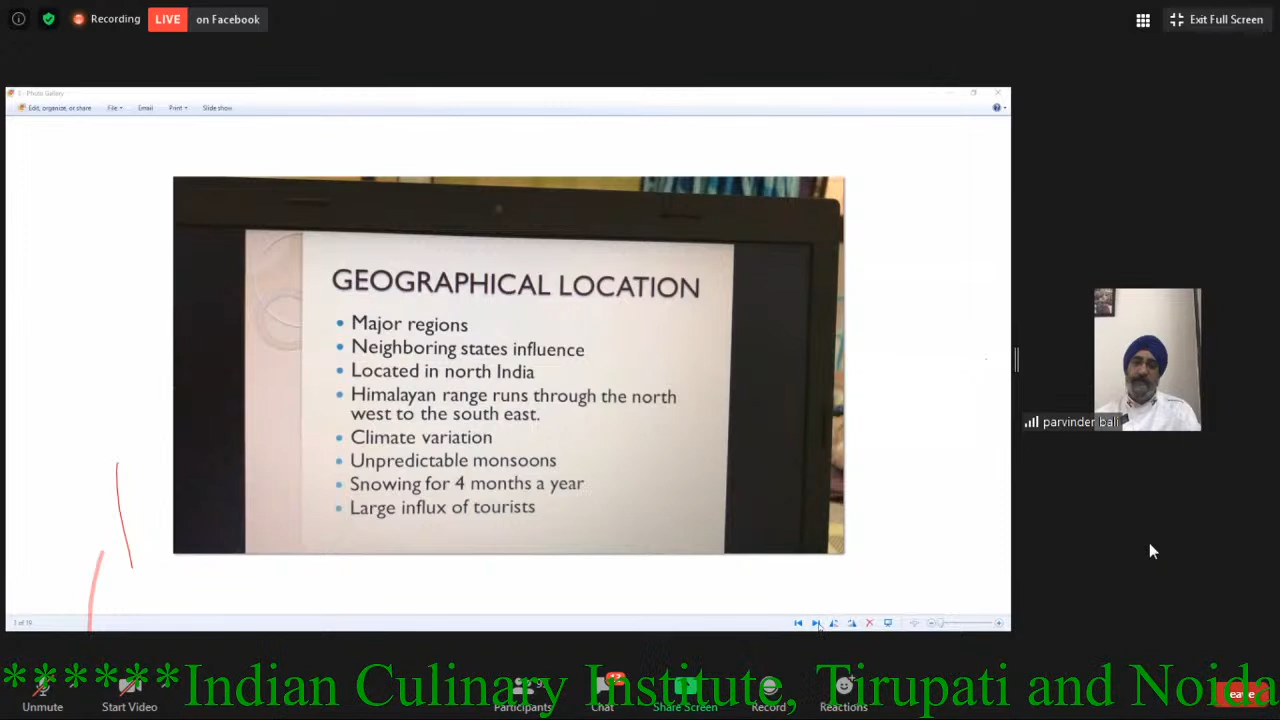 Recording
LIVE on Facebook
Exit Full Screen
Photo Gallery
Edit, organize, or share File Email Print Slide show
GEOGRAPHICAL LOCATION
• Major regions
• Neighboring states influence
• Located in north India
• Himalayan range runs through the north
west to the south east.
• Climate variation
• Unpredictable monsoons
• Snowing for 4 months a year
• Large influx of tourists
parvinder bali
of 19
******Indian Culinary Institute, Tirupati and Noida
Unmute
Start Video
Participants
Chat
Share Screen
Record
Reactions